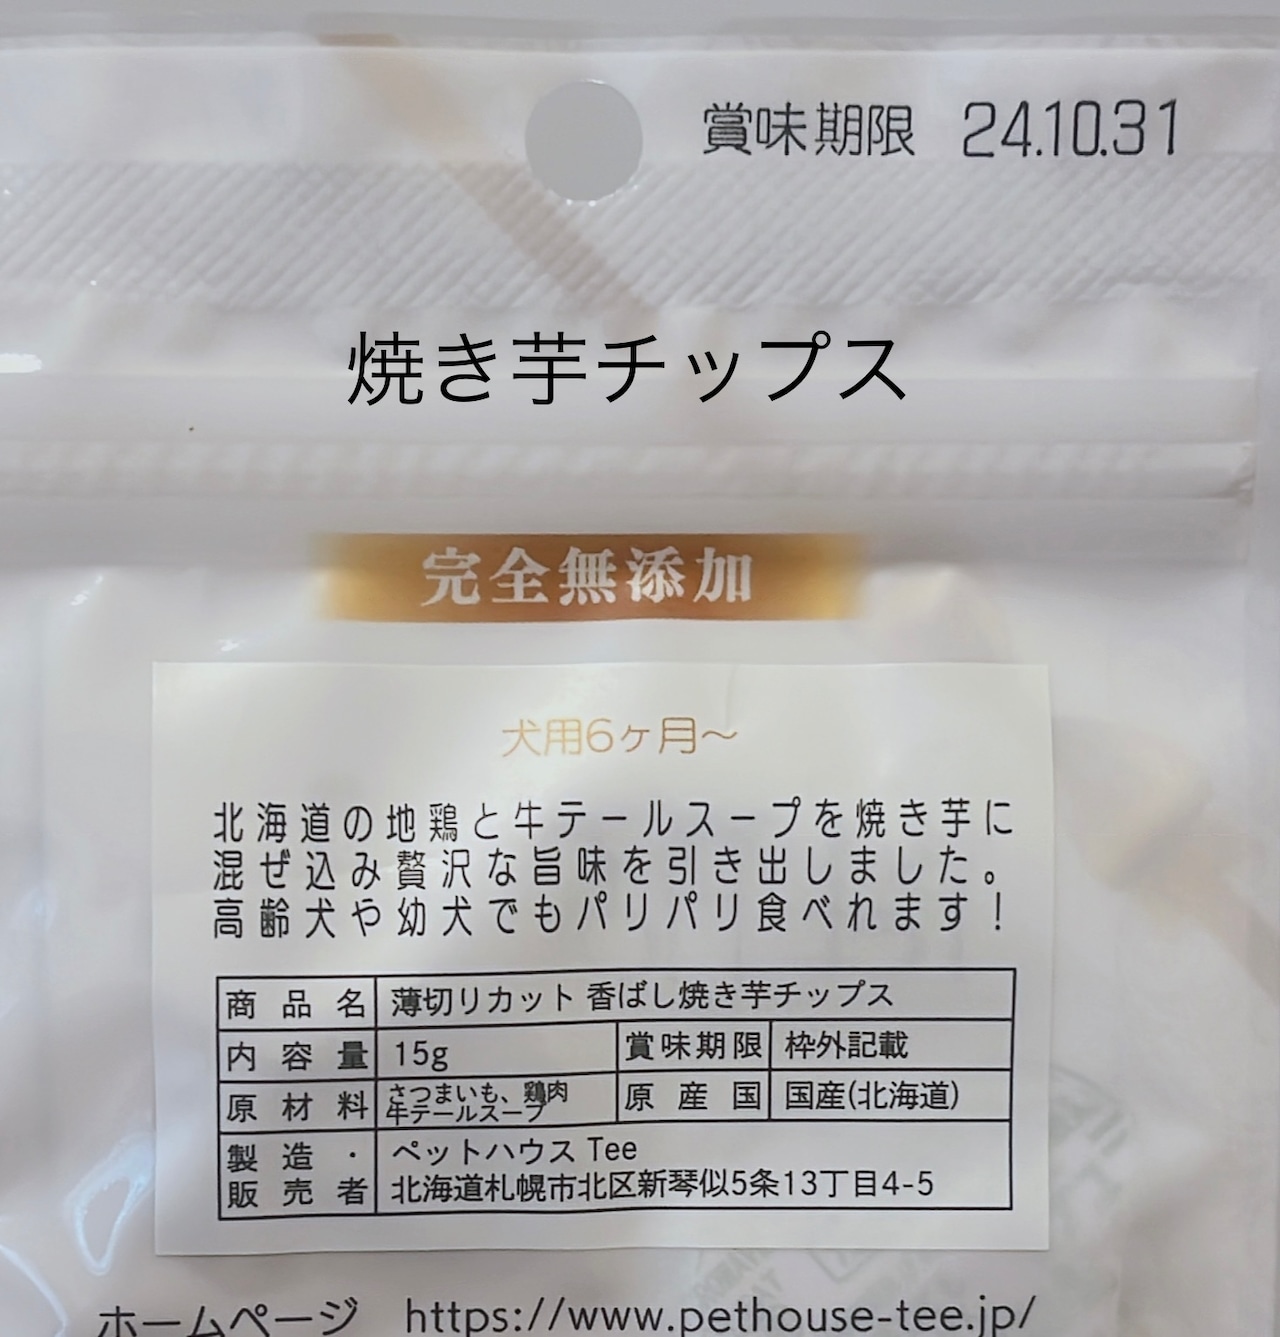 賞味期限 24.10.31
焼き芋チップス
完全無添加
犬用6ヶ月～
北海道の地鶏と牛テールスープを焼き芋に
混ぜ込み贅沢な旨味を引き出しました。
高齢犬や幼犬でもパリパリ食べれます！
商品名 薄切りカット 香ばし焼き芋チップス
内容量 15g 賞味期限 枠外記載
原材料 さつまいも、鶏肉 牛テールスープ 原産国 国産(北海道)
製造・ ペットハウス Tee
販売者 北海道札幌市北区新琴似5条13丁目4-5
ホームページ https://www.pethouse-tee.jp/